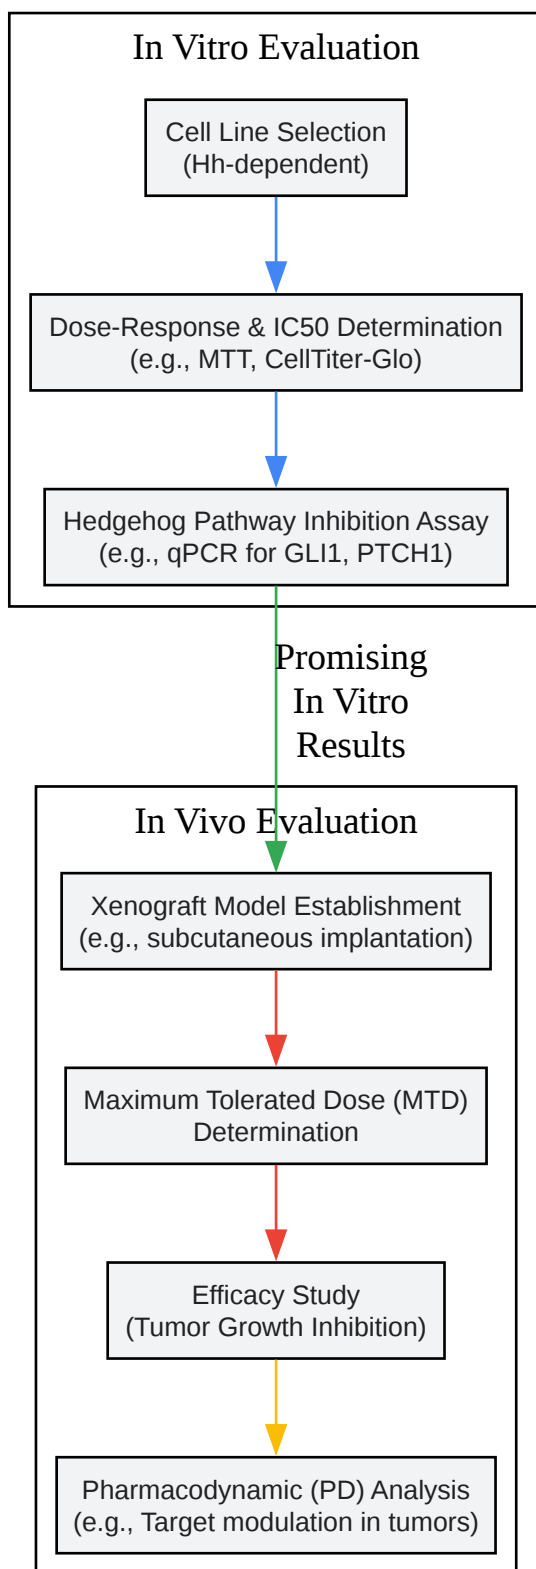 In Vitro Evaluation
Cell Line Selection
(Hh-dependent)
Dose-Response & IC50 Determination
(e.g., MTT, CellTiter-Glo)
Hedgehog Pathway Inhibition Assay
(e.g., qPCR for GLI1, PTCH1)
Promising
In Vitro
Results
In Vivo Evaluation
Xenograft Model Establishment
(e.g., subcutaneous implantation)
Maximum Tolerated Dose (MTD)
Determination
Efficacy Study
(Tumor Growth Inhibition)
Pharmacodynamic (PD) Analysis
(e.g., Target modulation in tumors)